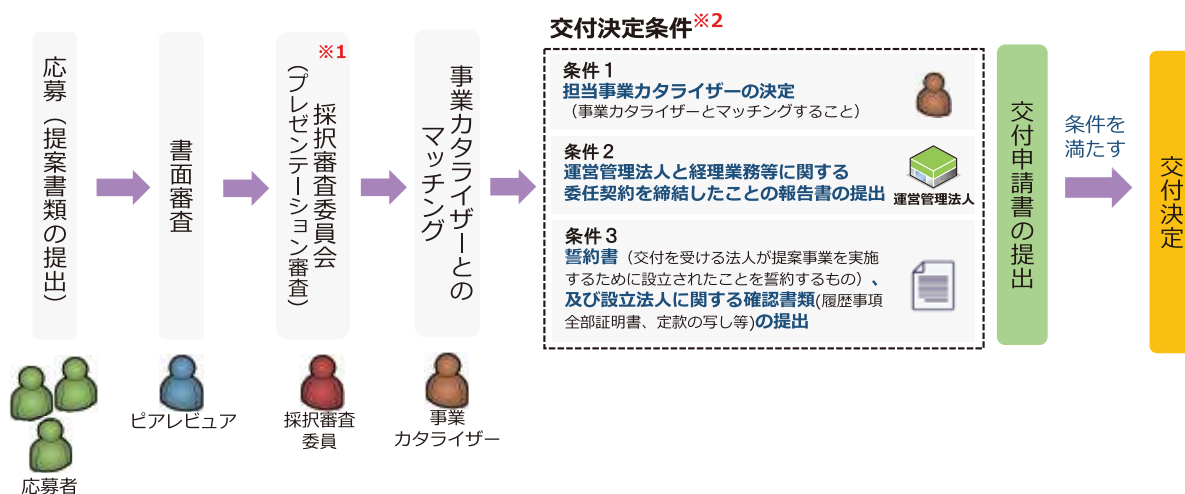 応募（提案書類の提出）
書面審査
※1
採択審査委員会
（プレゼンテーション審査）
事業カタライザーとの
マッチング
交付決定条件※2
条件１
担当事業カタライザーの決定
（事業カタライザーとマッチングすること）
条件２
運営管理法人と経理業務等に関する
委任契約を締結したことの報告書の提出
運営管理法人
条件３
誓約書（交付を受ける法人が提案事業を実施
するために設立されたことを誓約するもの）、
及び設立法人に関する確認書類(履歴事項
全部証明書、定款の写し等)の提出
交付申請書の提出
条件を
満たす
交付決定
応募者
ピアレビュア
採択審査
委員
事業
カタライザー